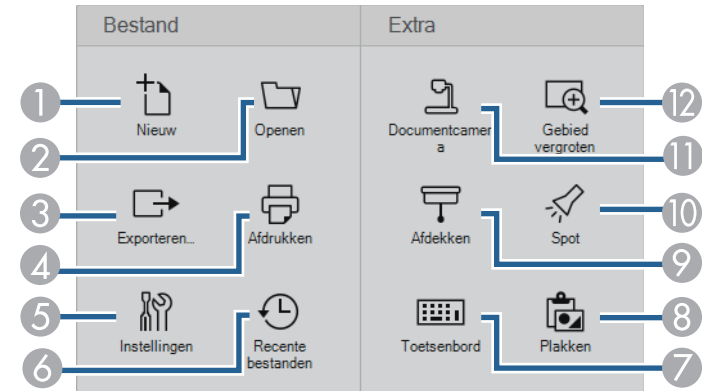 Bestand
Extra
1
Nieuw
2
Openen
Documentcamer
a
11
Gebied
vergroten
12
3
Exporteren...
4
Afdrukken
Afdekken
9
Spot
10
5
Instellingen
6
Recente
bestanden
Toetsenbord
7
Plakken
8